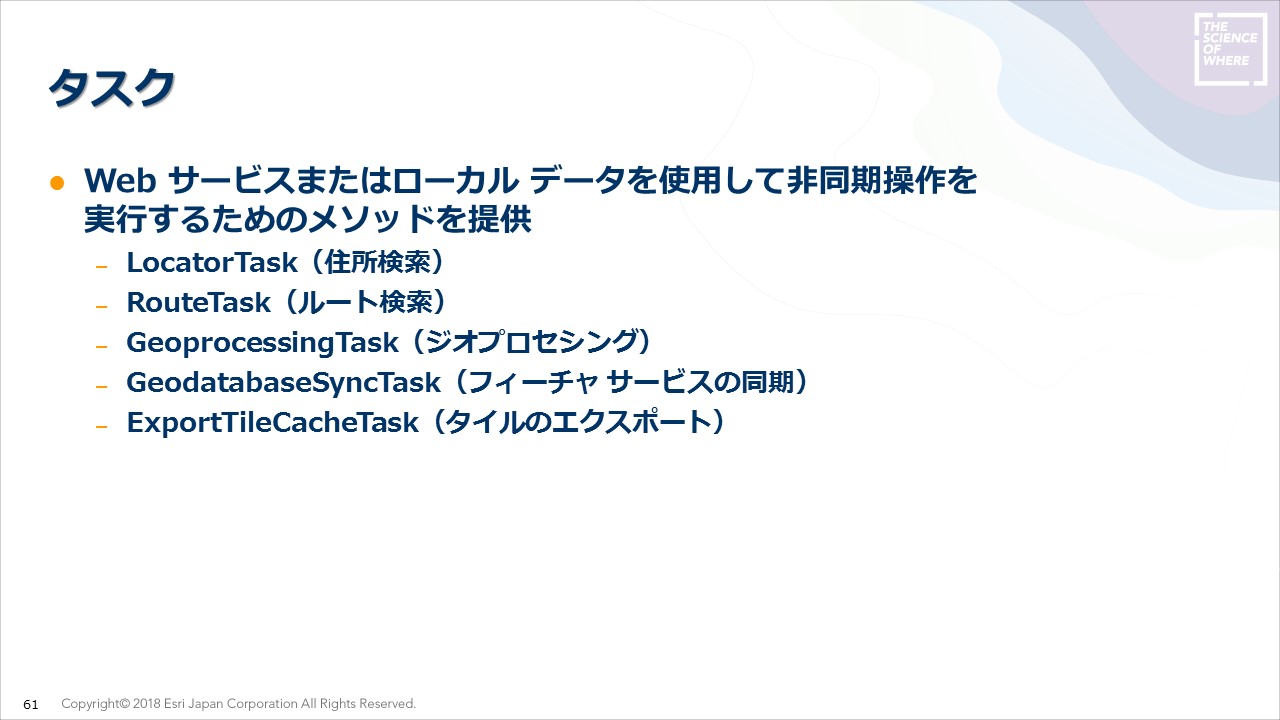 THE
SCIENCE
OF
WHERE
タスク
● Web サービスまたはローカル データを使用して非同期操作を
実行するためのメソッドを提供
– LocatorTask（住所検索）
– RouteTask（ルート検索）
– GeoprocessingTask（ジオプロセシング）
– GeodatabaseSyncTask（フィーチャ サービスの同期）
– ExportTileCacheTask（タイルのエクスポート）
61 Copyright© 2018 Esri Japan Corporation All Rights Reserved.